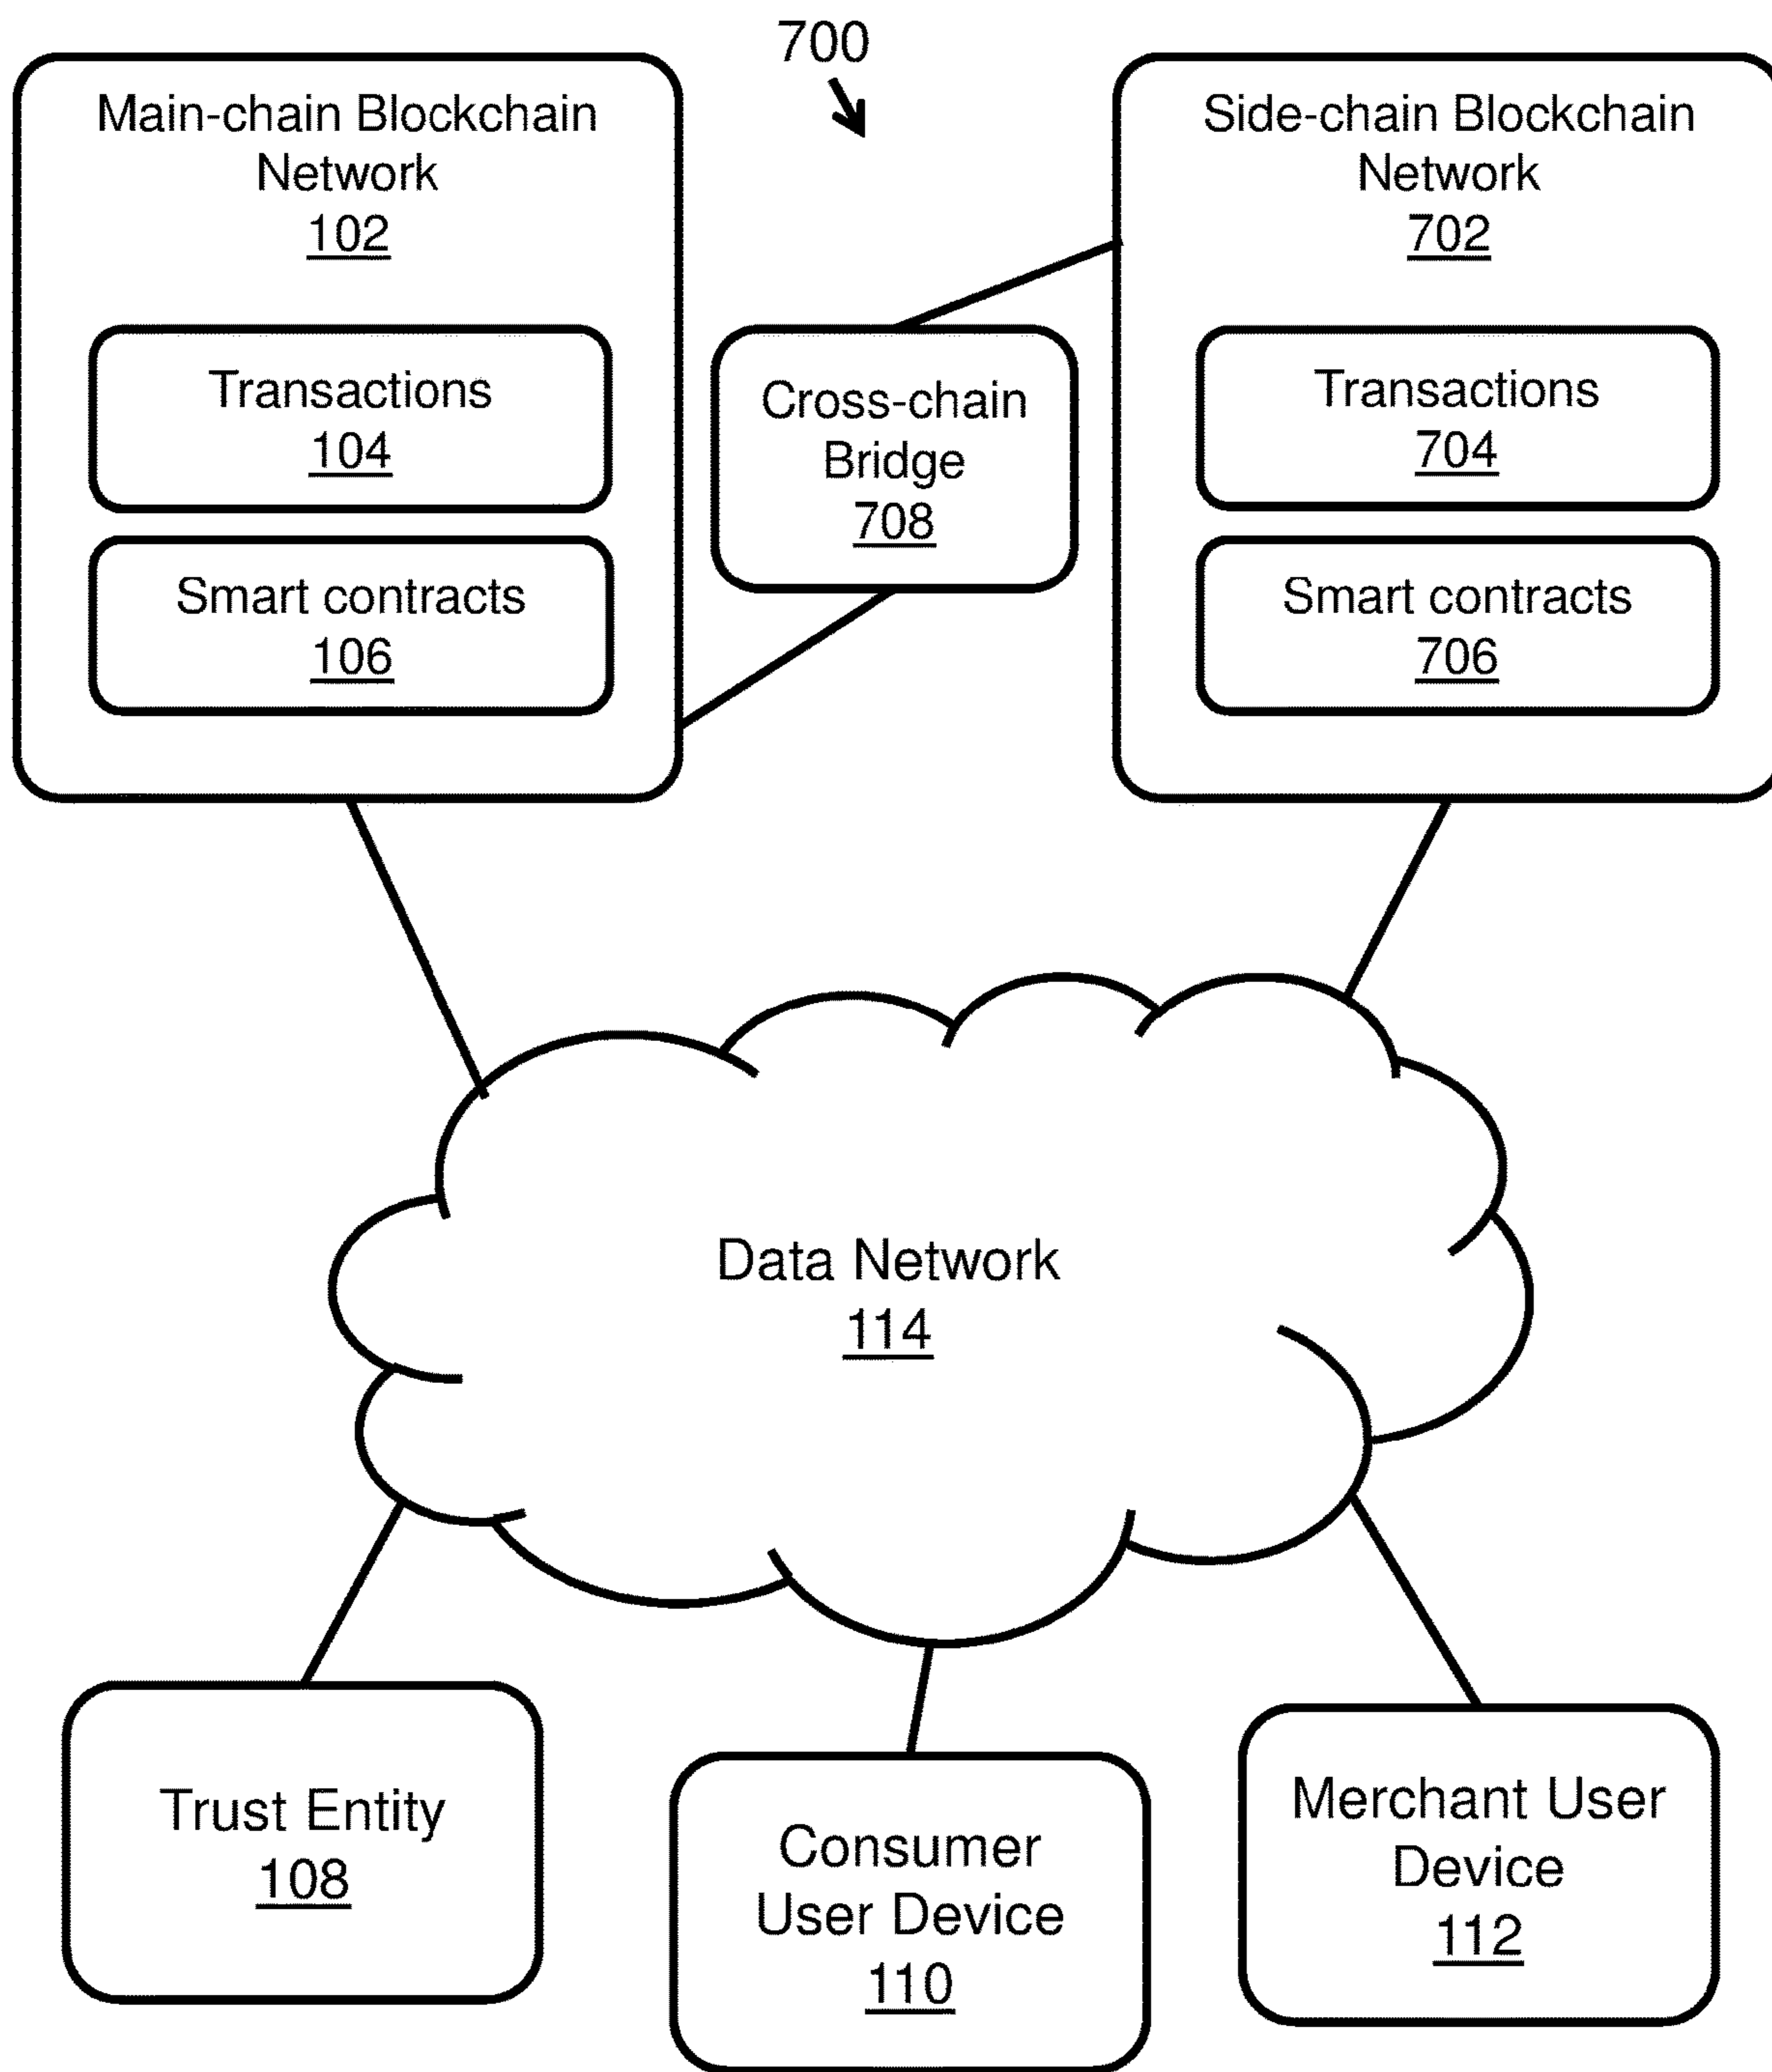 700
Main-chain Blockchain
Network
102
Transactions
104
Smart contracts
106
Cross-chain
Bridge
708
Side-chain Blockchain
Network
702
Transactions
704
Smart contracts
706
Data Network
114
Trust Entity
108
Consumer
User Device
110
Merchant User
Device
112